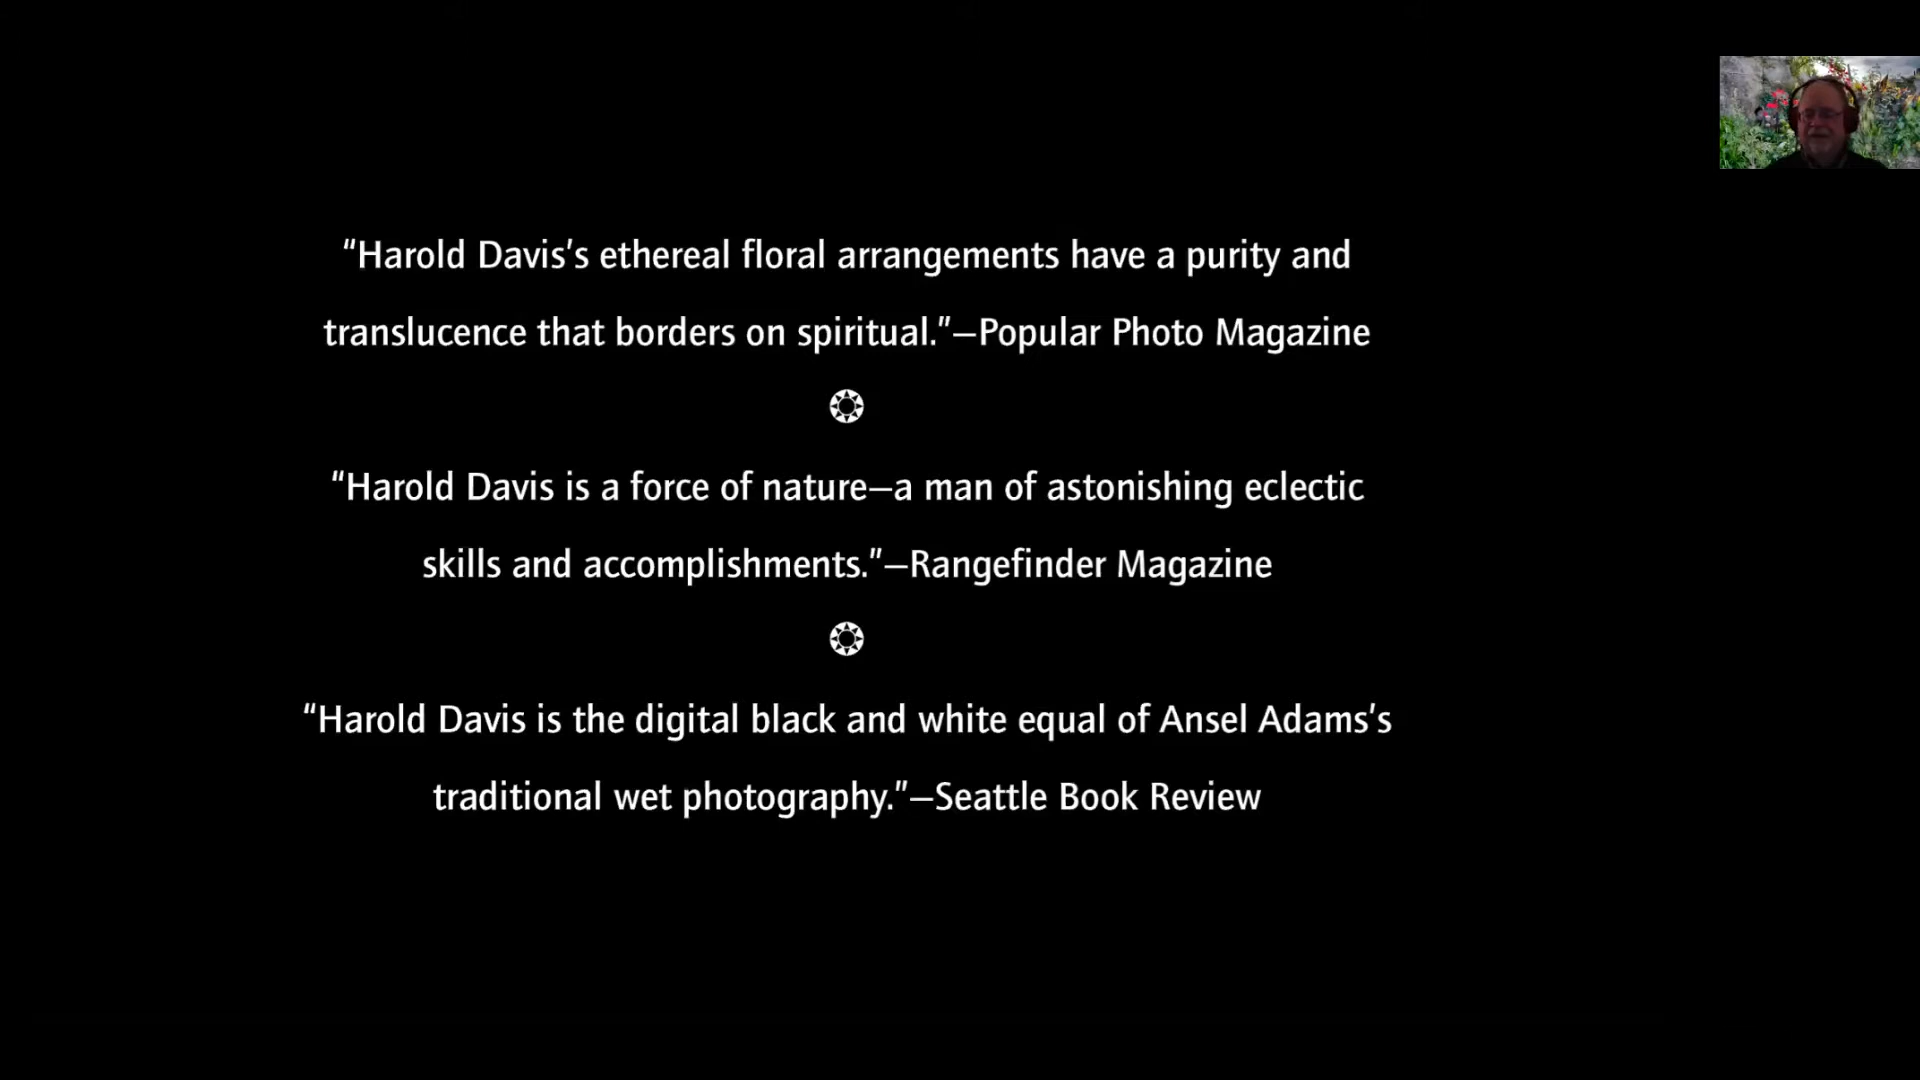 “Harold Davis’s ethereal floral arrangements have a purity and
translucence that borders on spiritual.”—Popular Photo Magazine
“Harold Davis is a force of nature—a man of astonishing eclectic
skills and accomplishments.”—Rangefinder Magazine
“Harold Davis is the digital black and white equal of Ansel Adams’s
traditional wet photography.”—Seattle Book Review